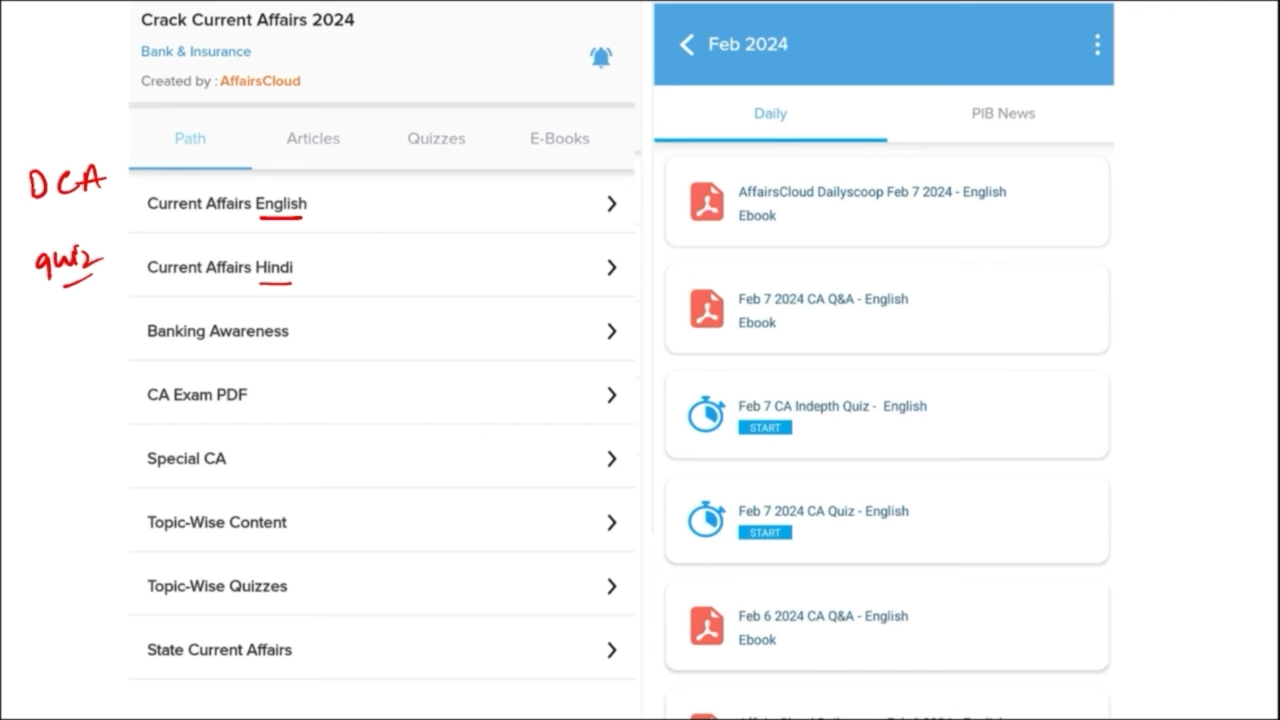 Crack Current Affairs 2024
Bank & Insurance
Created by : AffairsCloud
Path Articles Quizzes E-Books
DCA
Current Affairs English
quiz
Current Affairs Hindi
Banking Awareness
CA Exam PDF
Special CA
Topic-Wise Content
Topic-Wise Quizzes
State Current Affairs
Feb 2024
Daily PIB News
AffairsCloud Dailyscoop Feb 7 2024 - English
Ebook
Feb 7 2024 CA Q&A - English
Ebook
Feb 7 CA Indepth Quiz - English
START
Feb 7 2024 CA Quiz - English
START
Feb 6 2024 CA Q&A - English
Ebook